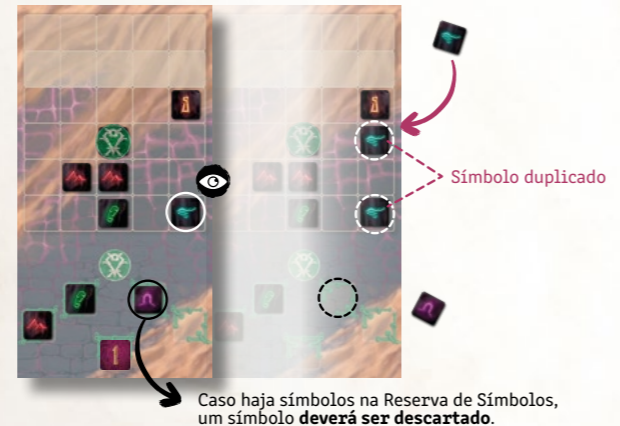 Símbolo duplicado
Caso haja símbolos na Reserva de Símbolos,
um símbolo deverá ser descartado.